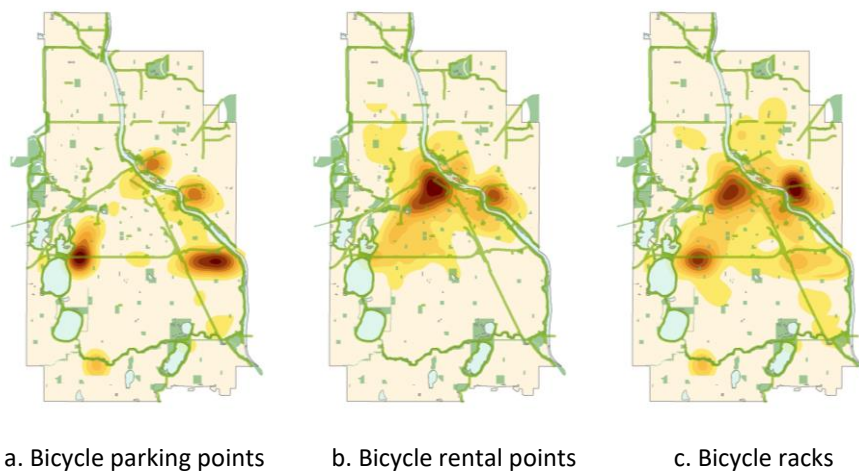 a. Bicycle parking points
b. Bicycle rental points
c. Bicycle racks